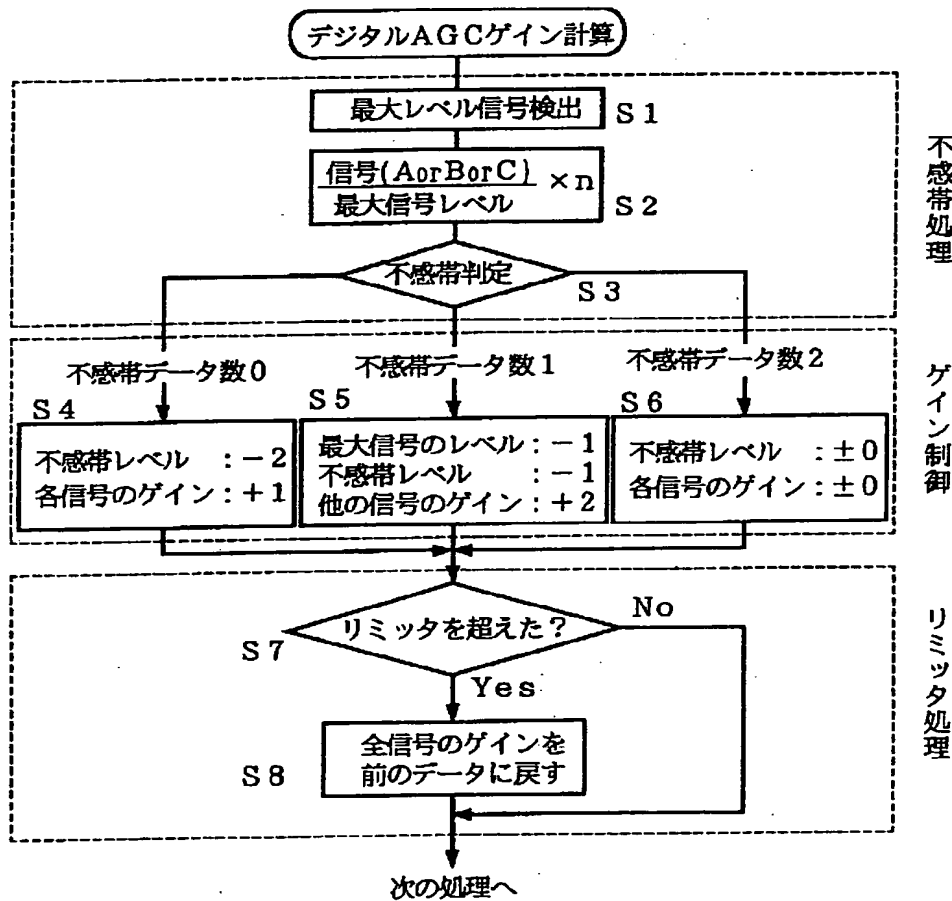 デジタルAGCゲイン計算
最大レベル信号検出
S1
信号(AorBorC)
最大信号レベル
×n
S2
不感帯判定
S3
不感帯処理
不感帯データ数0
不感帯データ数1
不感帯データ数2
S4
不感帯レベル　:−2
各信号のゲイン:+1
S5
最大信号のレベル:−1
不感帯レベル　　:−1
他の信号のゲイン:+2
S6
不感帯レベル　:±0
各信号のゲイン:±0
ゲイン制御
リミッタを超えた?
S7
No
Yes
全信号のゲインを
前のデータに戻す
S8
リミッタ処理
次の処理へ